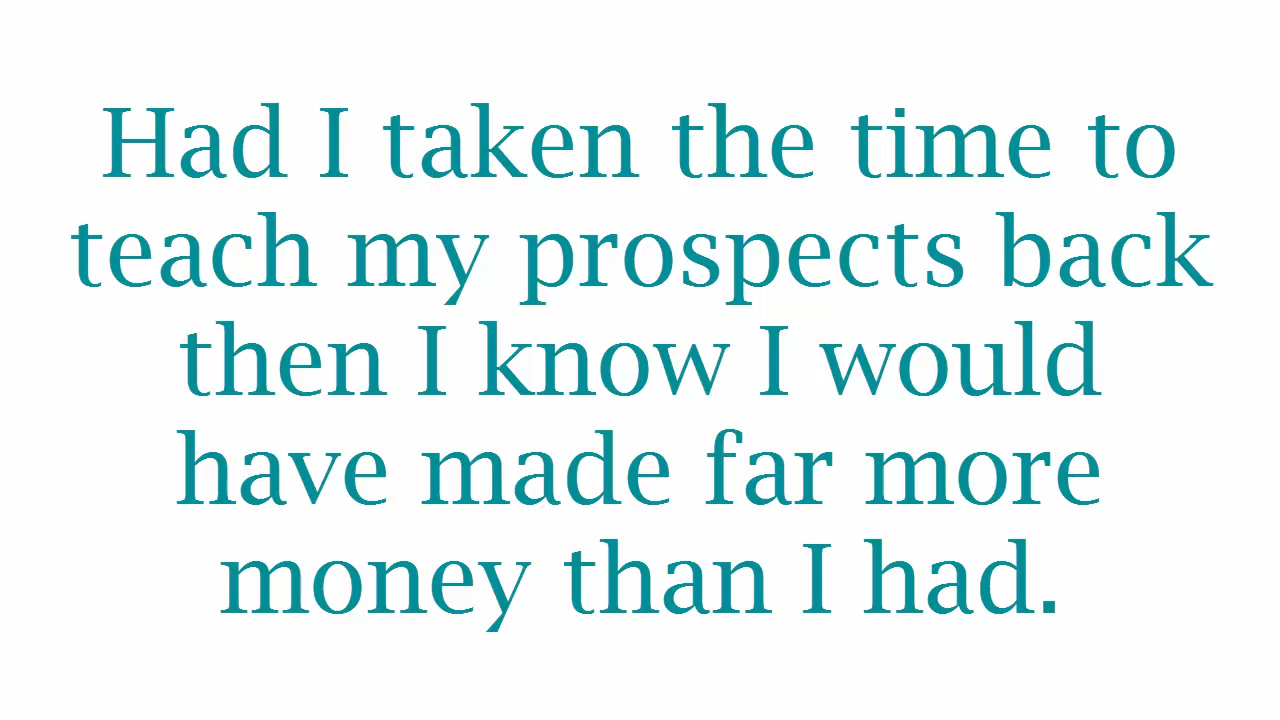 Had I taken the time to
teach my prospects back
then I know I would
have made far more
money than I had.